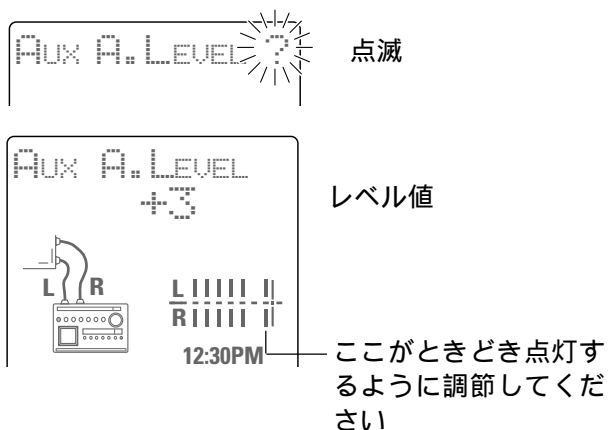 AUX A.LEVEL ?
点滅
AUX A.LEVEL
+3
レベル値
L R
L
R
12:30PM
ここがときどき点灯す
るように調節してくだ
さい